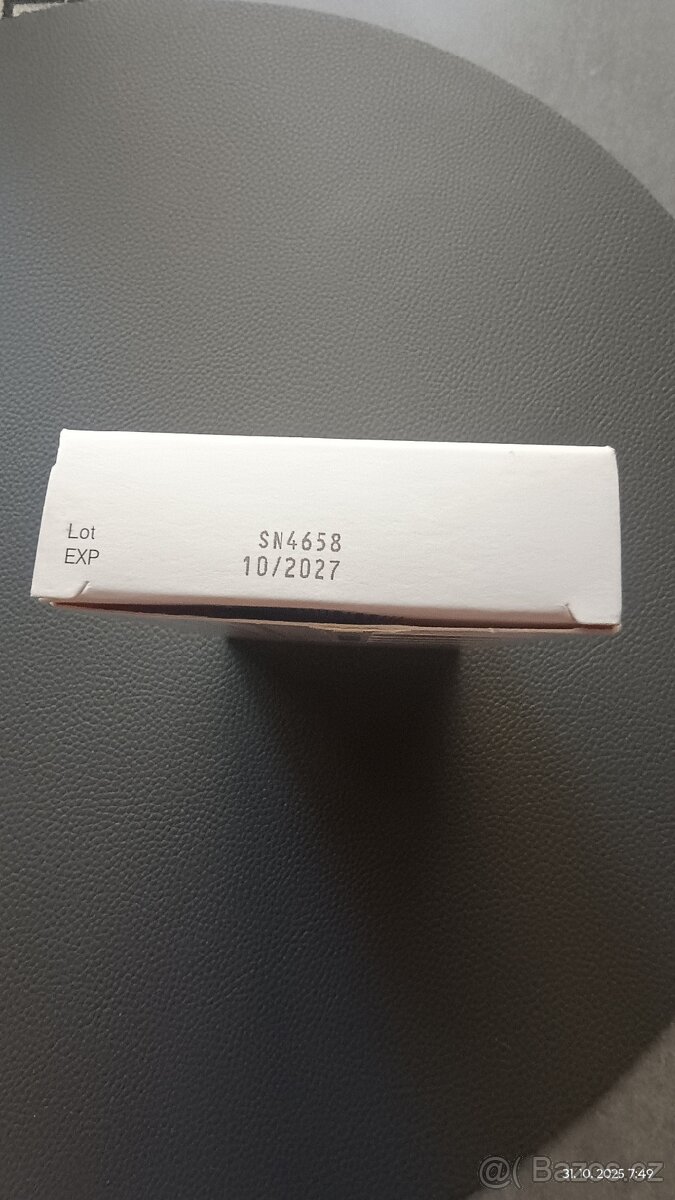 Lot SN4658
EXP 10/2027
@( Bazos.cz
31.10.2025 7:49